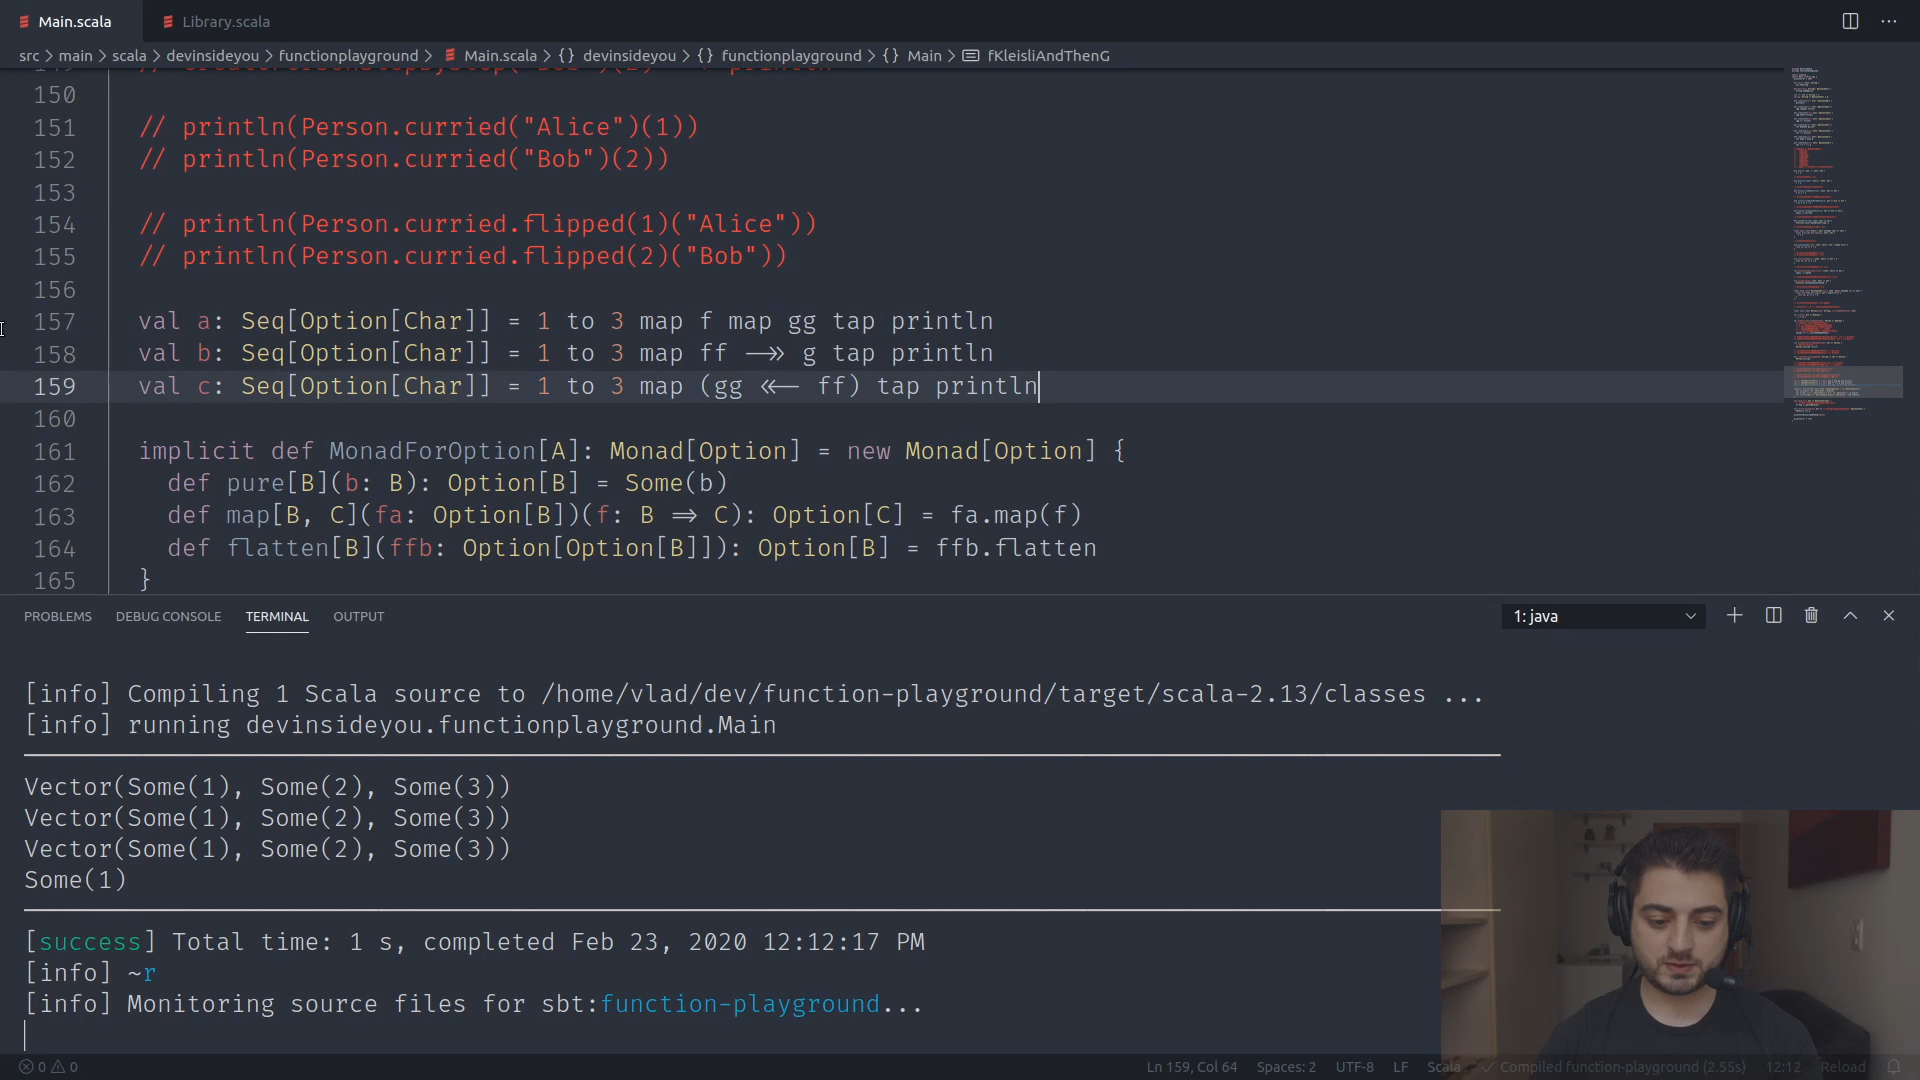 Main.scala
Library.scala
src > main > scala > devinsideyou > functionplayground > Main.scala > {} devinsideyou > {} functionplayground > {} Main > fKleisliAndThenG
150
151 // println(Person.curried("Alice")(1))
152 // println(Person.curried("Bob")(2))
153
154 // println(Person.curried.flipped(1)("Alice"))
155 // println(Person.curried.flipped(2)("Bob"))
156
157 val a: Seq[Option[Char]] = 1 to 3 map f map gg tap println
158 val b: Seq[Option[Char]] = 1 to 3 map ff -->> g tap println
159 val c: Seq[Option[Char]] = 1 to 3 map (gg <<-- ff) tap println
160
161 implicit def MonadForOption[A]: Monad[Option] = new Monad[Option] {
162 def pure[B](b: B): Option[B] = Some(b)
163 def map[B, C](fa: Option[B])(f: B => C): Option[C] = fa.map(f)
164 def flatten[B](ffb: Option[Option[B]]): Option[B] = ffb.flatten
165 }
PROBLEMS DEBUG CONSOLE TERMINAL OUTPUT 1: java
[info] Compiling 1 Scala source to /home/vlad/dev/function-playground/target/scala-2.13/classes ...
[info] running devinsideyou.functionplayground.Main
Vector(Some(1), Some(2), Some(3))
Vector(Some(1), Some(2), Some(3))
Vector(Some(1), Some(2), Some(3))
Some(1)
[success] Total time: 1 s, completed Feb 23, 2020 12:12:17 PM
[info] ~r
[info] Monitoring source files for sbt:function-playground...
0 0 Ln 159, Col 64 Spaces: 2 UTF-8 LF Scala Compiled function-playground (2.55s) 12:12 Reload